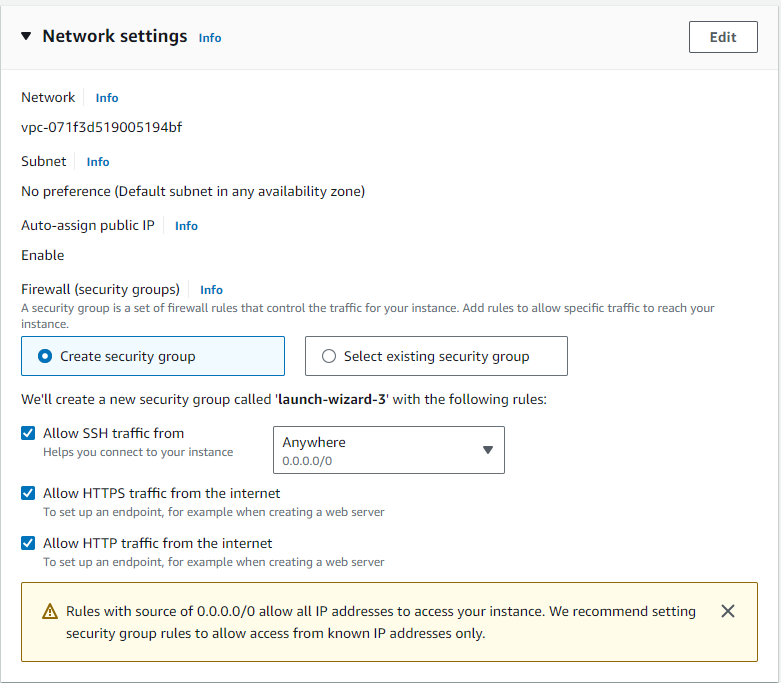 Network settings Info
Edit
Network Info
vpc-071f3d519005194bf
Subnet Info
No preference (Default subnet in any availability zone)
Auto-assign public IP Info
Enable
Firewall (security groups) Info
A security group is a set of firewall rules that control the traffic for your instance. Add rules to allow specific traffic to reach your
instance.
Create security group
Select existing security group
We'll create a new security group called 'launch-wizard-3' with the following rules:
Allow SSH traffic from
Helps you connect to your instance
Anywhere
0.0.0.0/0
Allow HTTPS traffic from the internet
To set up an endpoint, for example when creating a web server
Allow HTTP traffic from the internet
To set up an endpoint, for example when creating a web server
Rules with source of 0.0.0.0/0 allow all IP addresses to access your instance. We recommend setting
security group rules to allow access from known IP addresses only.